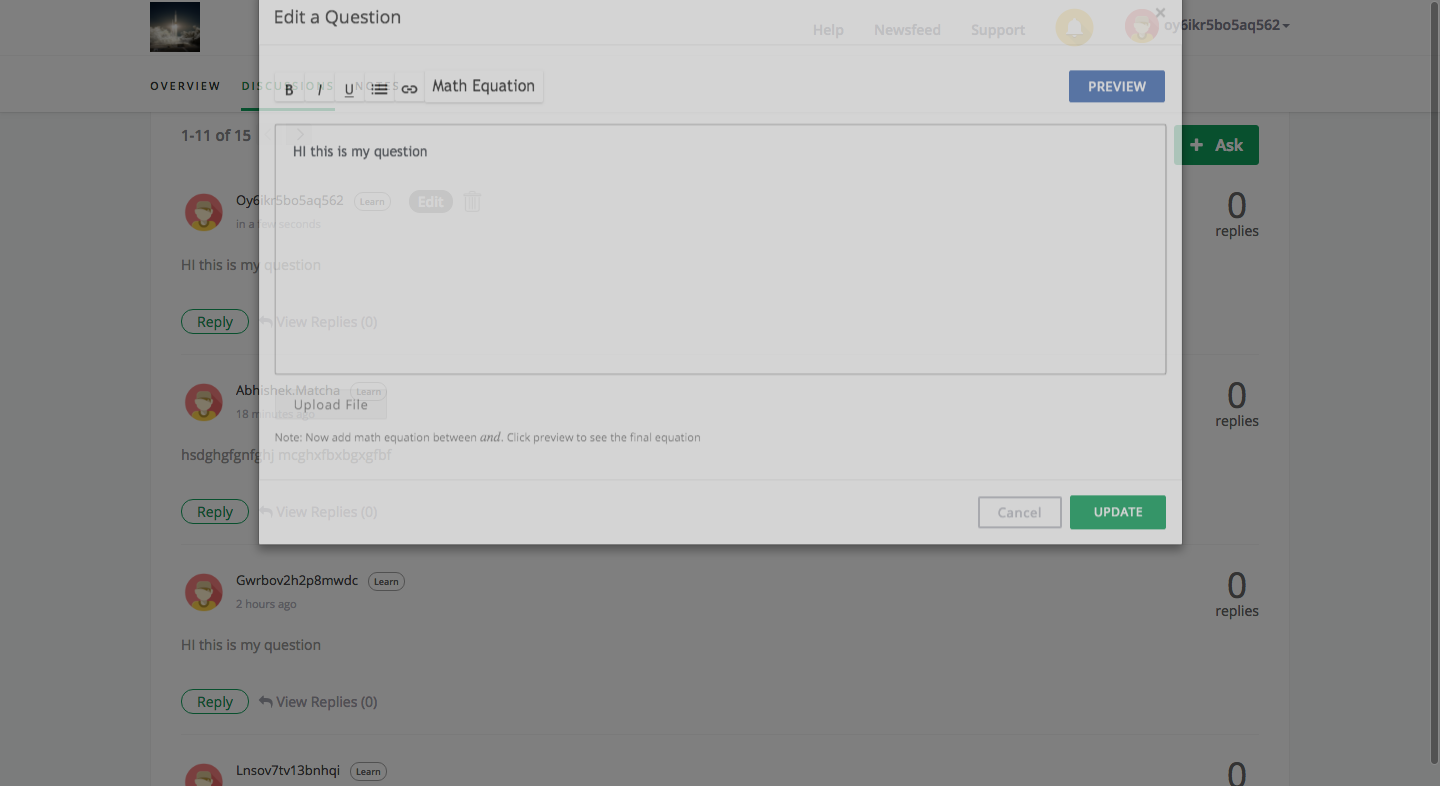 Edit a Question
×
Help Newsfeed Support oy6ikr5bo5aq562
OVERVIEW DISCUSSIONS NOTES
B I U Math Equation PREVIEW
1-11 of 15
+ Ask
HI this is my question
Oy6ikr5bo5aq562 Learn Edit
in a few seconds
0
replies
HI this is my question
Reply View Replies (0)
Abhishek.Matcha Learn
18 minutes ago
0
replies
Upload File
Note: Now add math equation between and. Click preview to see the final equation
hsdghgfgnfghj mcghxfbxbgxgfbf
Reply View Replies (0)
Cancel UPDATE
Gwrbov2h2p8mwdc Learn
2 hours ago
0
replies
HI this is my question
Reply View Replies (0)
Lnsov7tv13bnhqi Learn
0